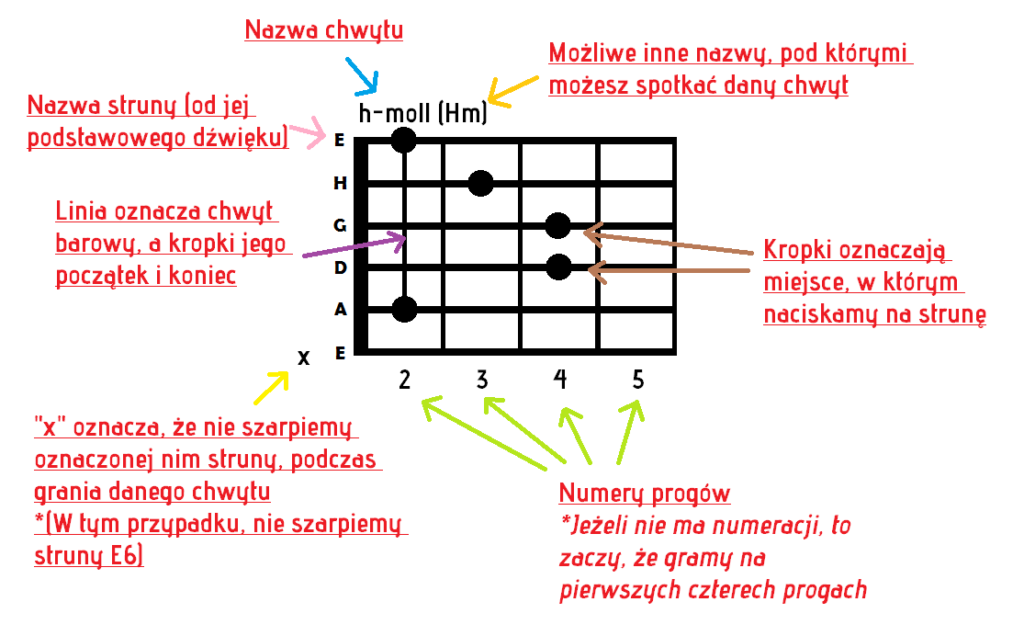 Nazwa chwytu
Możliwe inne nazwy, pod którymi
możesz spotkać dany chwyt
Nazwa struny (od jej
podstawowego dźwięku)
h-moll (Hm)
E
H
G
D
A
E
x
2 3 4 5
Linia oznacza chwyt
barowy, a kropki jego
początek i koniec
Kropki oznaczają
miejsce, w którym
naciskamy na strunę
"x" oznacza, że nie szarpiemy
oznaczonej nim struny, podczas
grania danego chwytu
*(W tym przypadku, nie szarpiemy
struny E6)
Numery progów
*Jeżeli nie ma numeracji, to
zaczy, że gramy na
pierwszych czterech progach